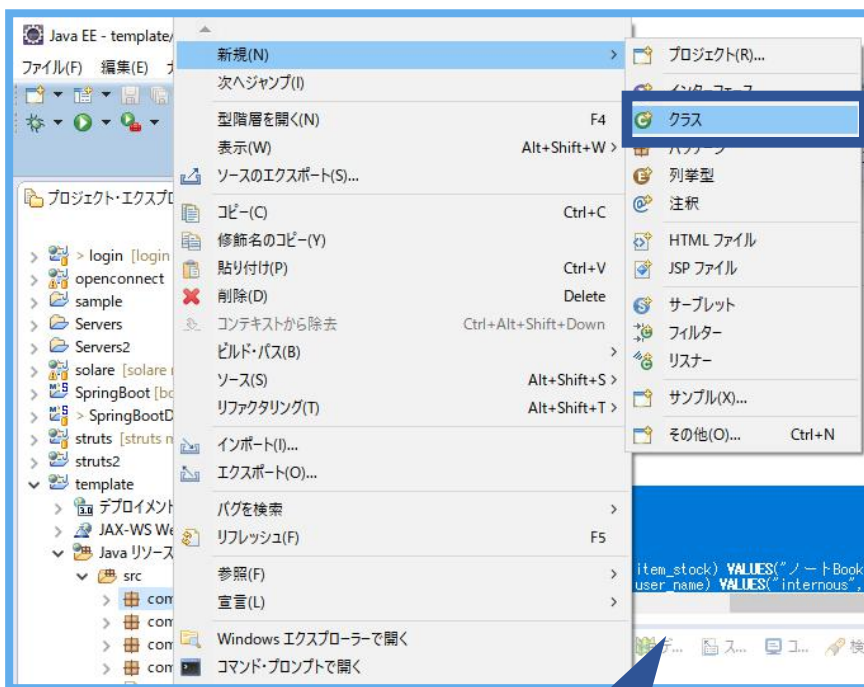 Java EE - template/
ファイル(F) 編集(E)
プロジェクト・エクスプロ
> login [login
openconnect
sample
Servers
Servers2
solare [solare
SpringBoot [bo
> SpringBootD
struts [struts m
struts2
template
デプロイメント
JAX-WS We
Java リソース
src
com
com
com
com
新規(N)
次へジャンプ(I)
型階層を開く(N) F4
表示(W) Alt+Shift+W >
ソースのエクスポート(S)...
コピー(C) Ctrl+C
修飾名のコピー(Y)
貼り付け(P) Ctrl+V
削除(D) Delete
コンテキストから除去 Ctrl+Alt+Shift+Down
ビルド・パス(B)
ソース(S) Alt+Shift+S >
リファクタリング(T) Alt+Shift+T >
インポート(I)...
エクスポート(O)...
バグを検索
リフレッシュ(F) F5
参照(F)
宣言(L)
Windows エクスプローラーで開く
コマンド・プロンプトで開く
プロジェクト(R)...
クラス
列挙型
注釈
HTML ファイル
JSP ファイル
サーブレット
フィルター
リスナー
サンプル(X)...
その他(O)... Ctrl+N
item_stock) VALUES("ノートBook
user_name) VALUES("internous",
デ... ス... コ... 検